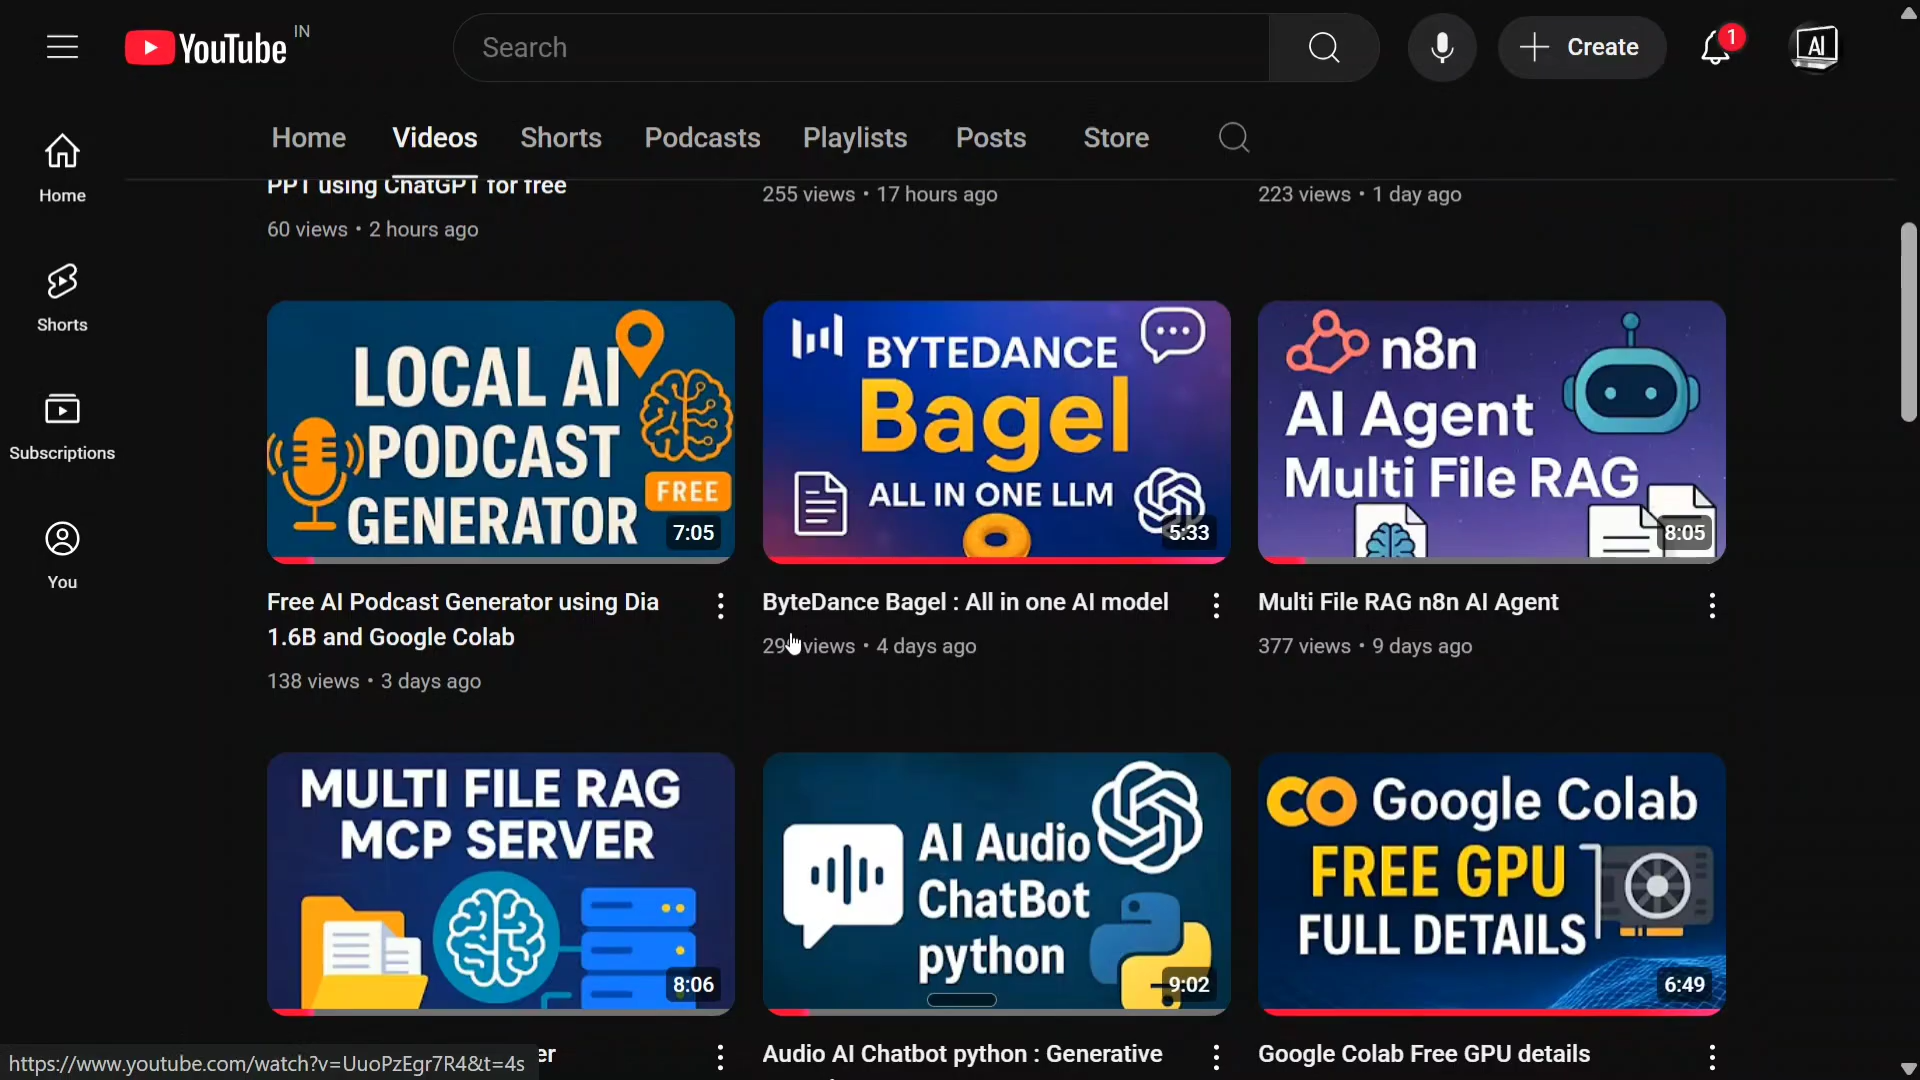 YouTube IN
Search
Create
1
AI
Home
Videos
Shorts
Podcasts
Playlists
Posts
Store
Home
Shorts
Subscriptions
You
PPT using ChatGPT for free
60 views • 2 hours ago
255 views • 17 hours ago
223 views • 1 day ago
LOCAL AI
PODCAST
GENERATOR
FREE
7:05
Free AI Podcast Generator using Dia
1.6B and Google Colab
138 views • 3 days ago
BYTEDANCE
Bagel
ALL IN ONE LLM
5:33
ByteDance Bagel : All in one AI model
views • 4 days ago
n8n
AI Agent
Multi File RAG
8:05
Multi File RAG n8n AI Agent
377 views • 9 days ago
MULTI FILE RAG
MCP SERVER
8:06
er
AI Audio
ChatBot
python
9:02
Audio AI Chatbot python : Generative
CO Google Colab
FREE GPU
FULL DETAILS
6:49
Google Colab Free GPU details
https://www.youtube.com/watch?v=UuoPzEgr7R4&t=4s